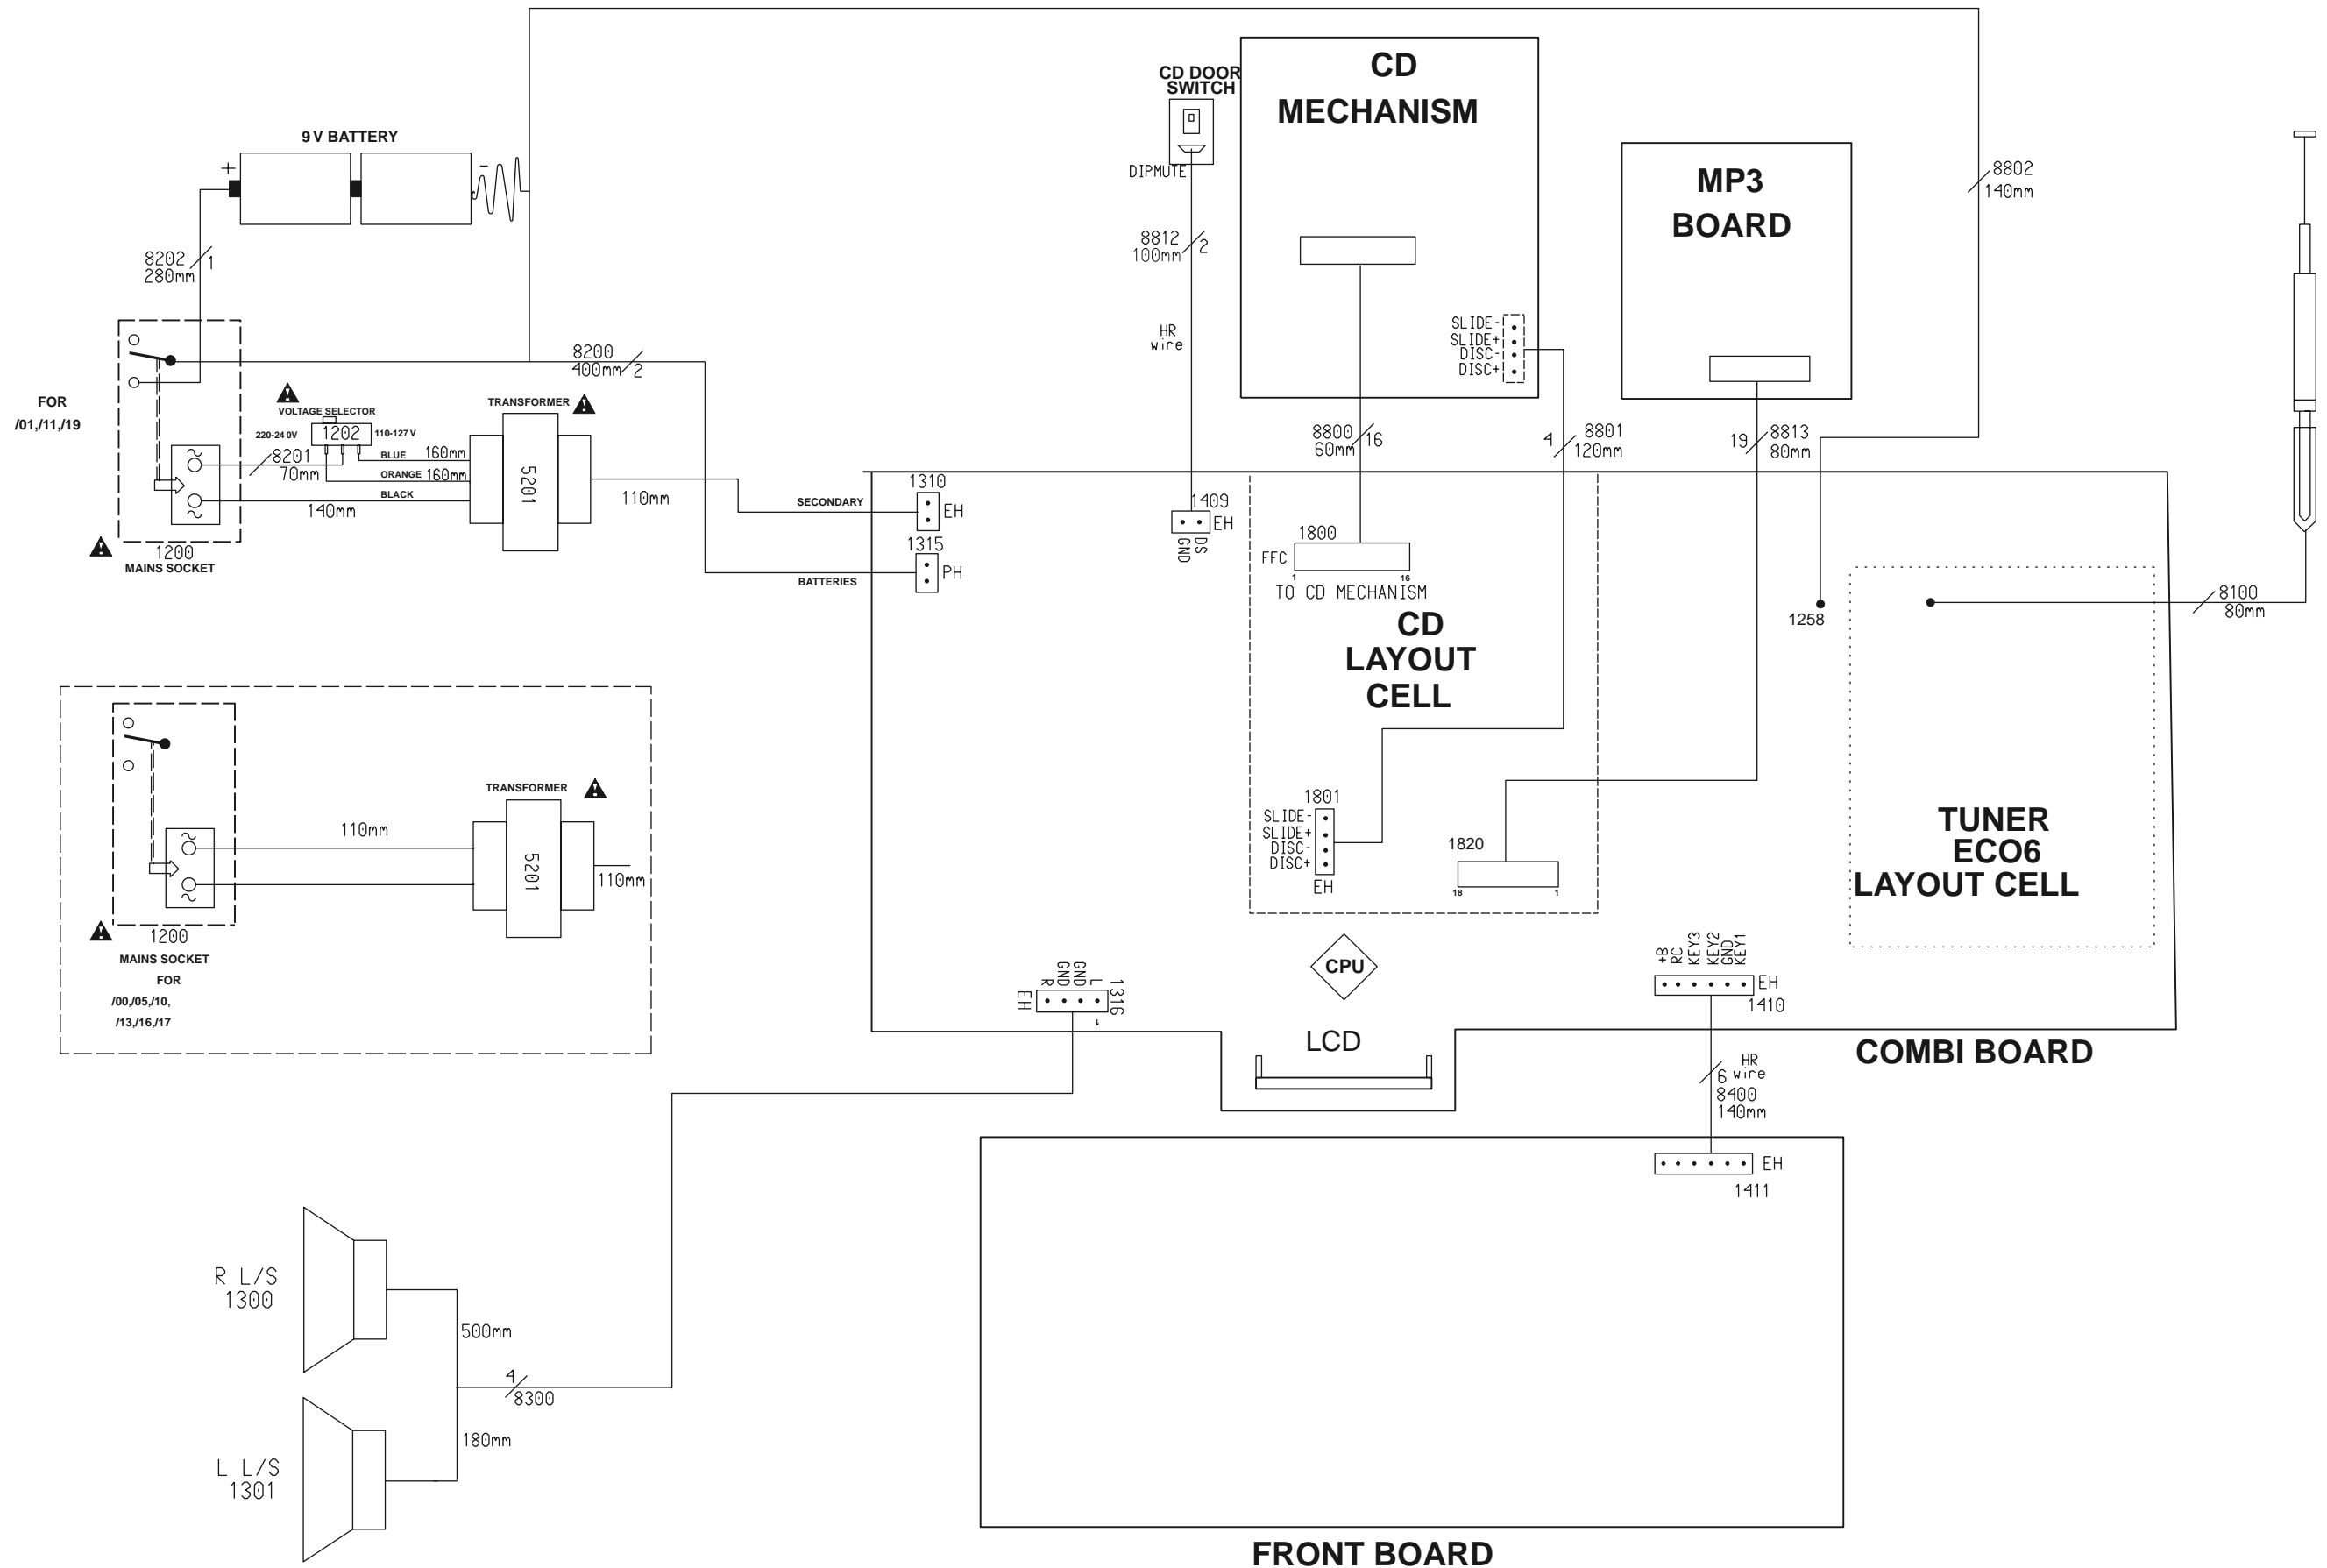 CD DOOR
SWITCH
DIPMUTE
8812
100mm
2
HR
wire
CD
MECHANISM
SLIDE-
SLIDE+
DISC-
DISC+
8800
60mm
16
4
8801
120mm
MP3
BOARD
19
8813
80mm
8802
140mm
9 V BATTERY
+
-
8202
280mm
1
8200
400mm
2
FOR
/01,/11,/19
VOLTAGE SELECTOR
220-24 0V
1202
110-127 V
8201
70mm
BLUE
160mm
ORANGE
160mm
BLACK
140mm
TRANSFORMER
5201
110mm
1200
MAINS SOCKET
SECONDARY
1310
EH
1315
PH
BATTERIES
1409
EH
GND
DS
1800
FFC
1
16
TO CD MECHANISM
CD
LAYOUT
CELL
1258
8100
80mm
1801
SLIDE-
SLIDE+
DISC-
DISC+
EH
1820
18
1
TUNER
ECO6
LAYOUT CELL
TRANSFORMER
110mm
5201
110mm
1200
MAINS SOCKET
FOR
/00,/05,/10,
/13,/16,/17
CPU
LCD
EH
R
GND
GND
L
1316
1
+B
RC
KEY3
KEY2
GND
KEY1
EH
1410
COMBI BOARD
HR
6 wire
8400
140mm
EH
1411
R L/S
1300
500mm
4
8300
180mm
L L/S
1301
FRONT BOARD